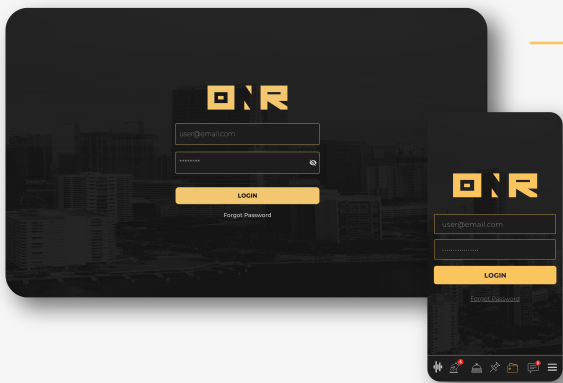 ONR
user@email.com
********
LOGIN
Forgot Password
ONR
user@email.com
LOGIN
Forgot Password